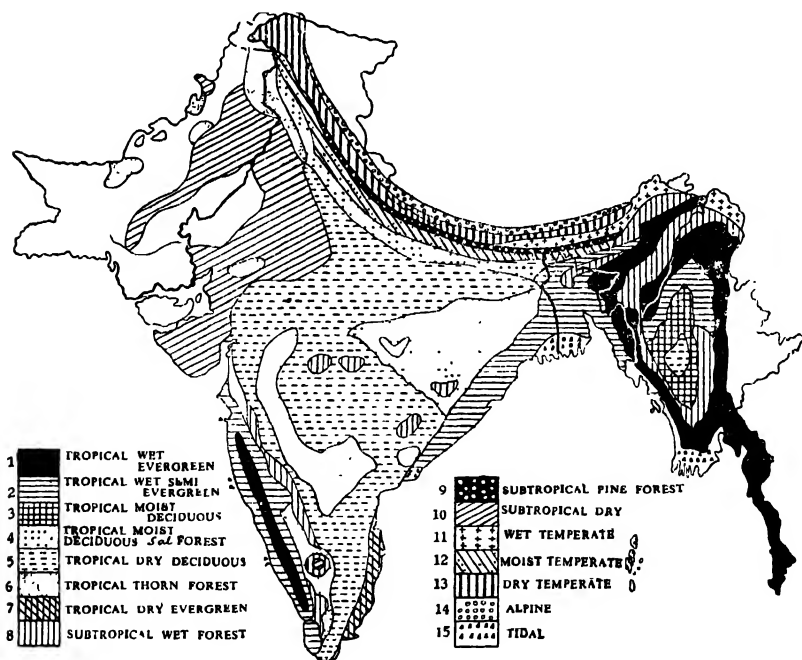 1 TROPICAL WET
EVERGREEN
2 TROPICAL WET SEMI
EVERGREEN
3 TROPICAL MOIST
DECIDUOUS
4 TROPICAL MOIST
DECIDUOUS Sal FOREST
5 TROPICAL DRY DECIDUOUS
6 TROPICAL THORN FOREST
7 TROPICAL DRY EVERGREEN
8 SUBTROPICAL WET FOREST
9 SUBTROPICAL PINE FOREST
10 SUBTROPICAL DRY
11 WET TEMPERATE
12 MOIST TEMPERATE
13 DRY TEMPERATE
14 ALPINE
15 TIDAL